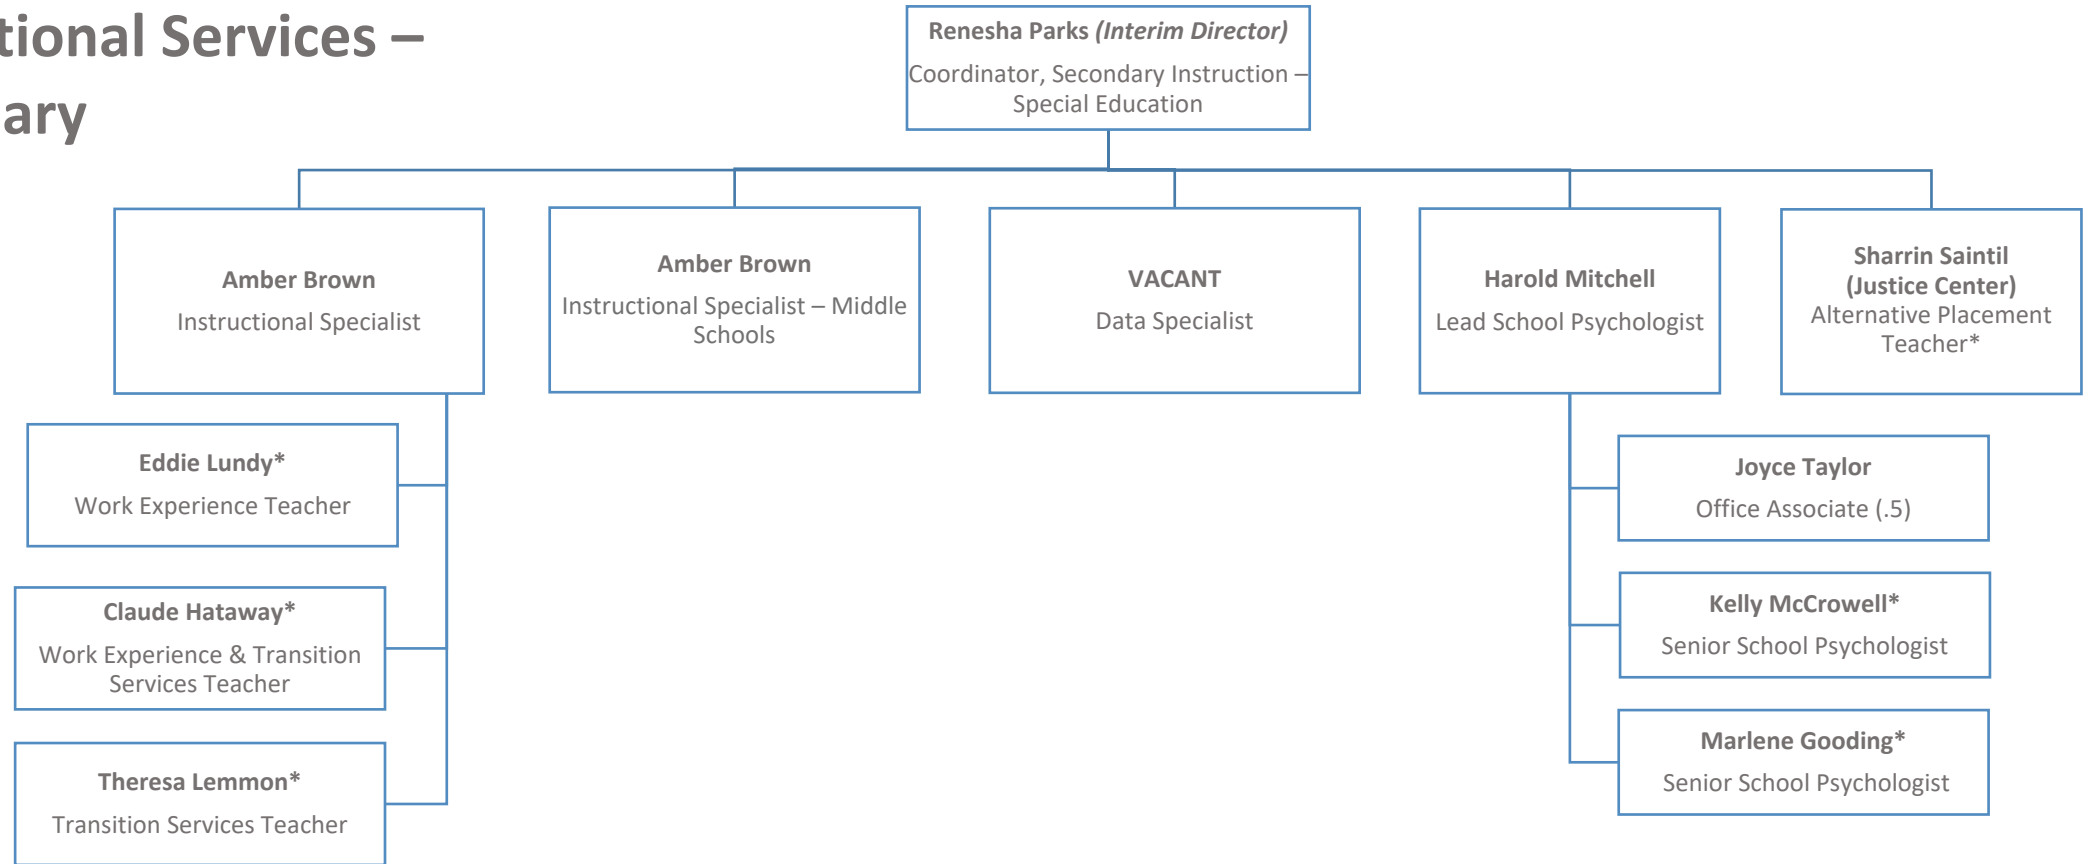 tional Services –
ary
Renesha Parks (Interim Director)
Coordinator, Secondary Instruction –
Special Education
Amber Brown
Instructional Specialist
Amber Brown
Instructional Specialist – Middle
Schools
VACANT
Data Specialist
Harold Mitchell
Lead School Psychologist
Sharrin Saintil
(Justice Center)
Alternative Placement
Teacher*
Eddie Lundy*
Work Experience Teacher
Claude Hataway*
Work Experience & Transition
Services Teacher
Theresa Lemmon*
Transition Services Teacher
Joyce Taylor
Office Associate (.5)
Kelly McCrowell*
Senior School Psychologist
Marlene Gooding*
Senior School Psychologist